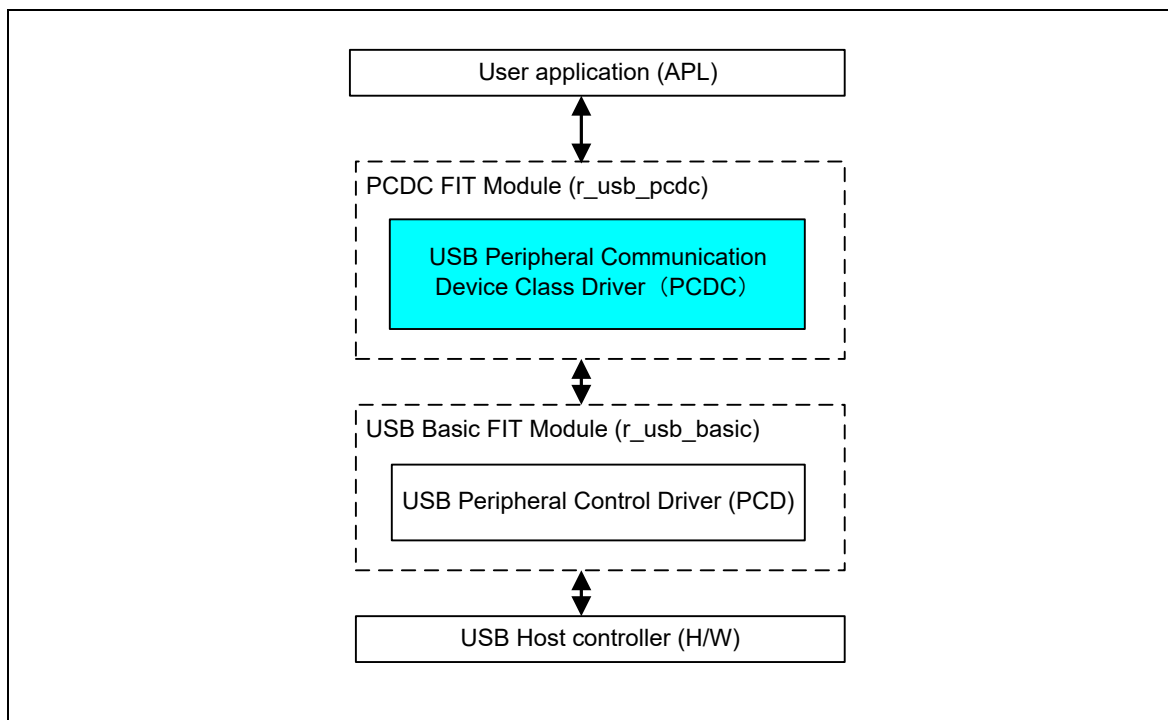 User application (APL)
PCDC FIT Module (r_usb_pcdc)
USB Peripheral Communication
Device Class Driver（PCDC）
USB Basic FIT Module (r_usb_basic)
USB Peripheral Control Driver (PCD)
USB Host controller (H/W)